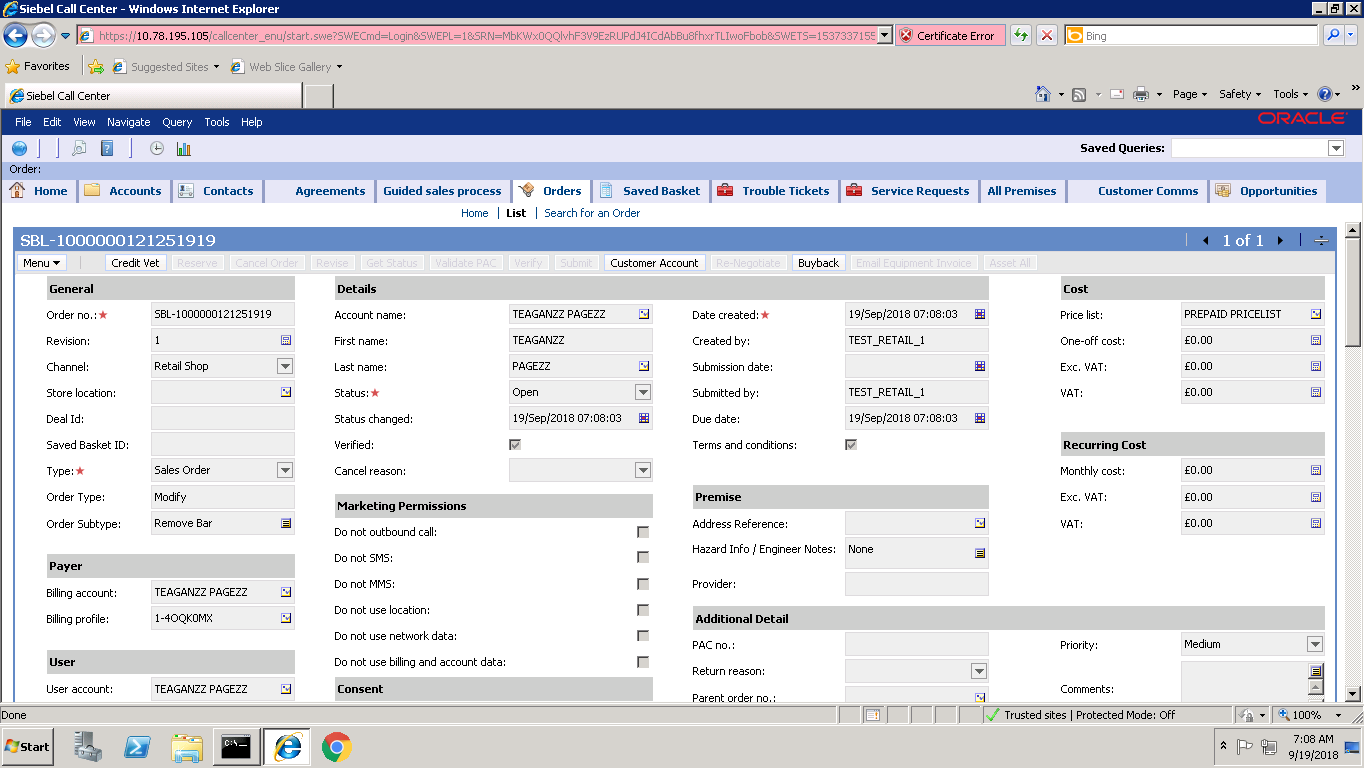 Siebel Call Center - Windows Internet Explorer
https://10.78.195.105/callcenter_enu/start.swe?SWECmd=Login&SWEPL=1&SRN= Certificate Error Bing
Favorites Suggested Sites Web Slice Gallery
Siebel Call Center Page Safety Tools
File Edit View Navigate Query Tools Help ORACLE
Saved Queries:
Order:
Home Accounts Contacts Agreements Guided sales process Orders Saved Basket Trouble Tickets Service Requests All Premises Customer Comms Opportunities
Home List Search for an Order
SBL-1000000121251919 1 of 1
Menu Credit Vet Reserve Cancel Order Revise Get Status Validate PAC Verify Submit Customer Account Re-Negotiate Buyback Email Equipment Invoice Asset All
General Details Cost
Order no.:★ SBL-1000000121251919 Account name: TEAGANZZ PAGEZZ Date created:★ 19/Sep/2018 07:08:03 Price list: PREPAID PRICELIST
Revision: 1 First name: TEAGANZZ Created by: TEST_RETAIL_1 One-off cost: £0.00
Channel: Retail Shop Last name: PAGEZZ Submission date: Exc. VAT: £0.00
Store location: Status:★ Open Submitted by: TEST_RETAIL_1 VAT: £0.00
Deal Id: Status changed: 19/Sep/2018 07:08:03 Due date: 19/Sep/2018 07:08:03
Saved Basket ID: Verified: Terms and conditions: Recurring Cost
Type:★ Sales Order Cancel reason: Monthly cost: £0.00
Order Type: Modify Premise Exc. VAT: £0.00
Marketing Permissions
Order Subtype: Remove Bar Address Reference: VAT: £0.00
Do not outbound call:
Hazard Info / Engineer Notes: None
Payer Do not SMS:
Billing account: TEAGANZZ PAGEZZ Do not MMS: Provider:
Billing profile: 1-4OQK0MX Do not use location: Additional Detail
Do not use network data: PAC no.: Priority: Medium
User Do not use billing and account data: Return reason:
User account: TEAGANZZ PAGEZZ Consent Parent order no.: Comments:
Done Trusted sites | Protected Mode: Off 100%
Start C:\ 7:08 AM
9/19/2018